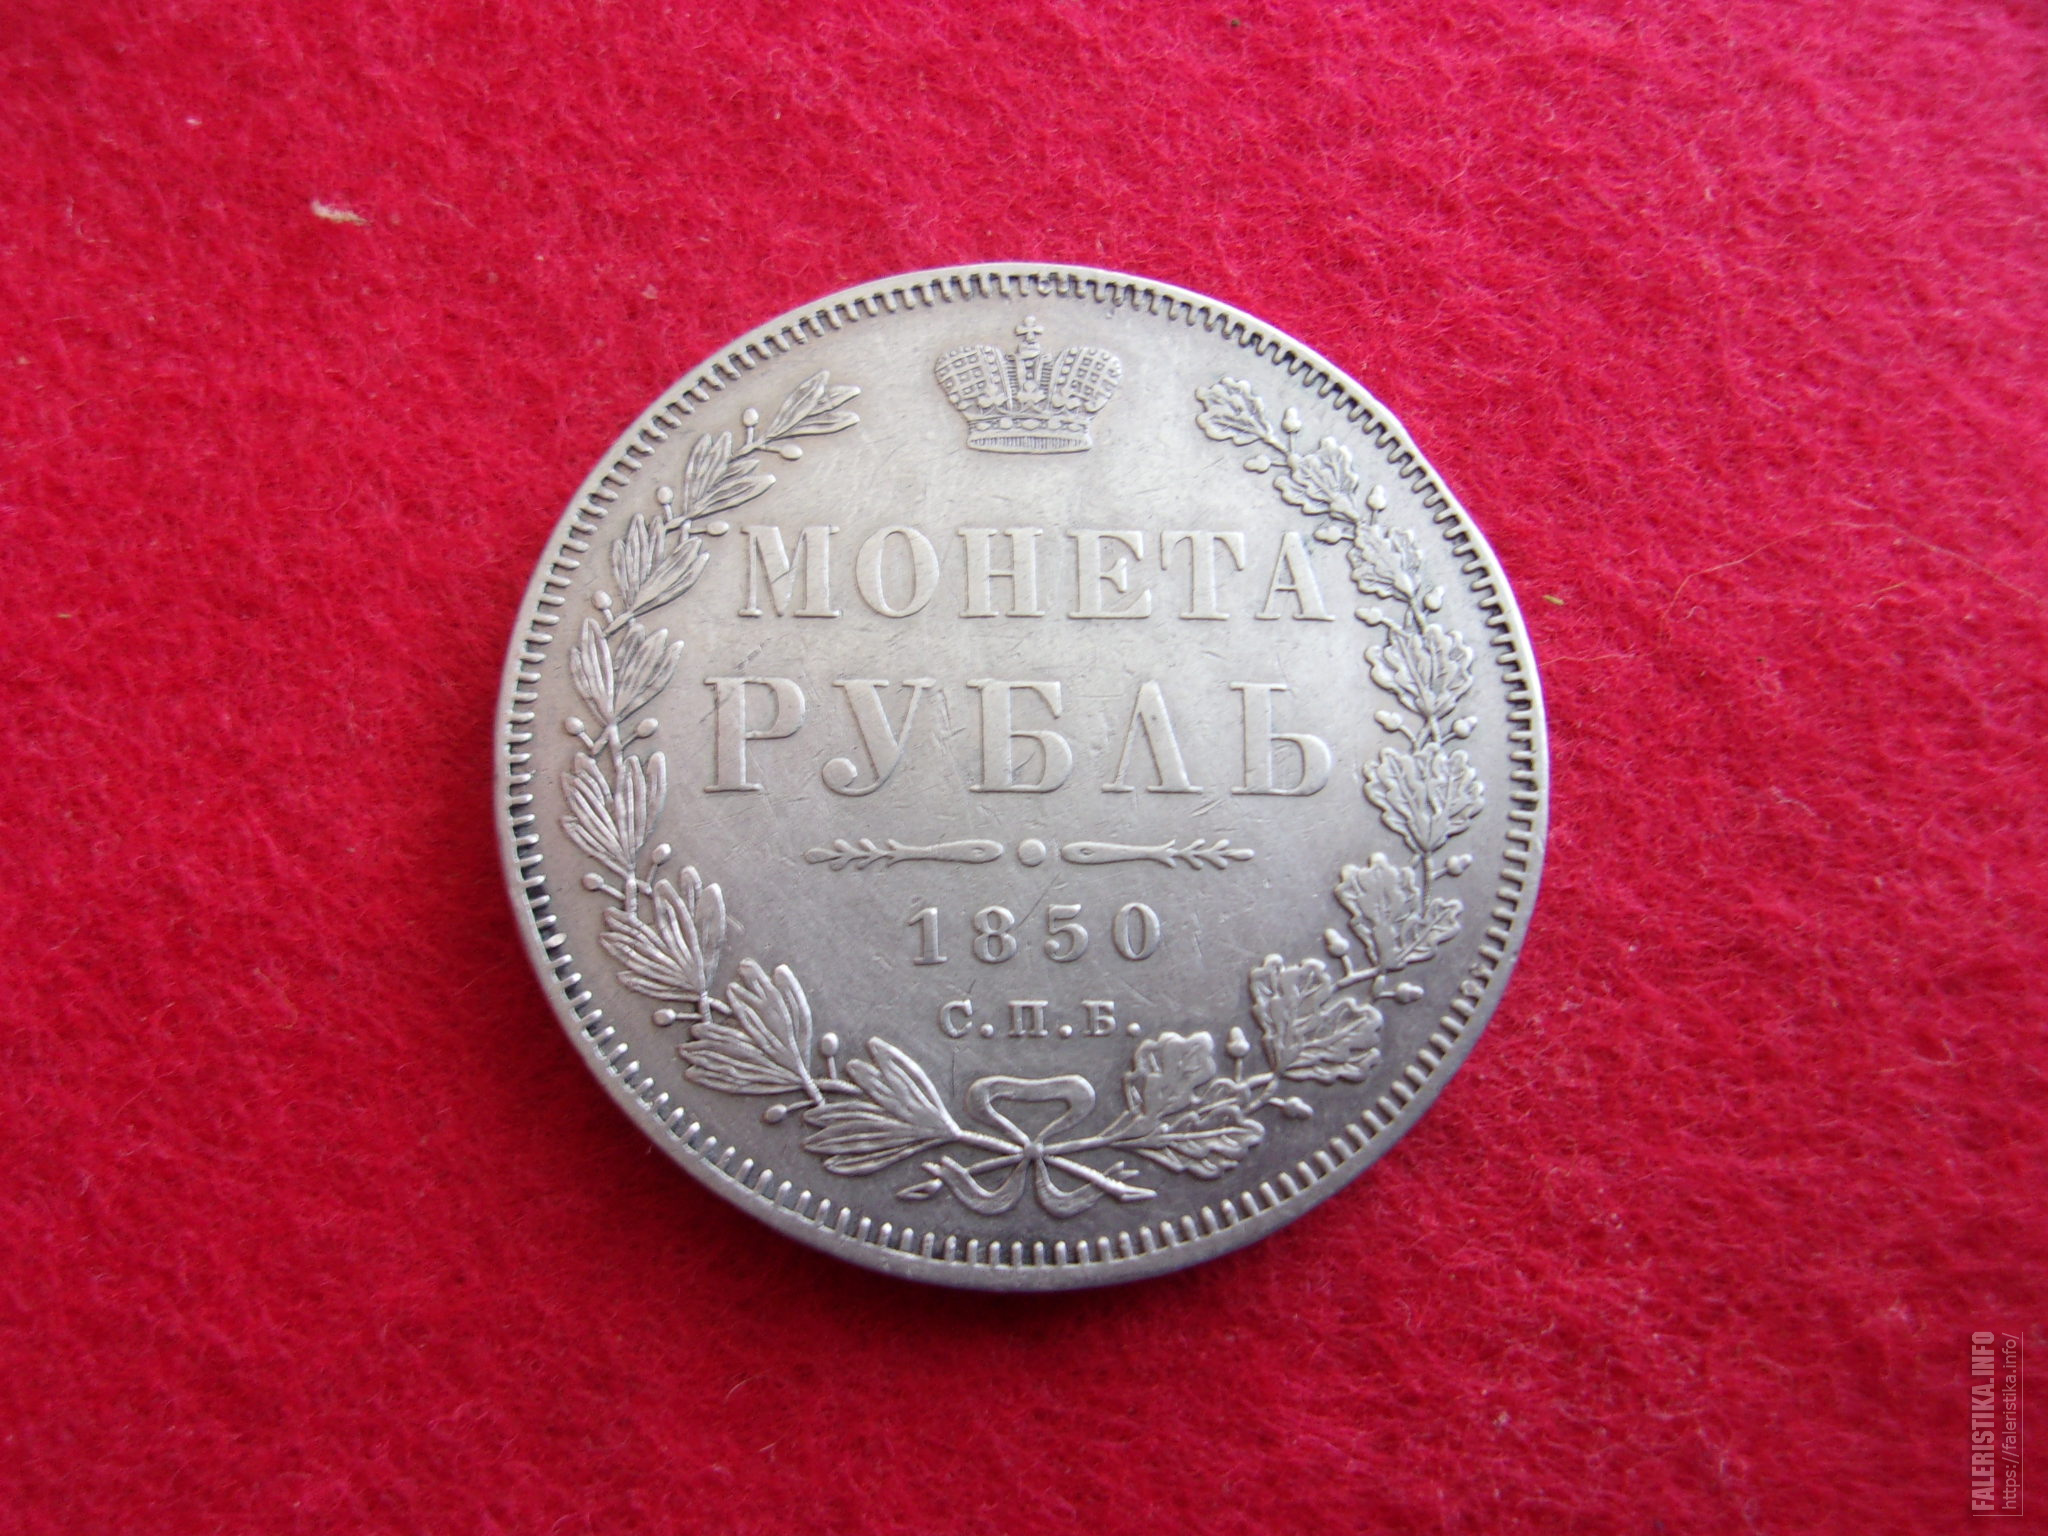 МОНЕТА
РУБЛЬ
1850
С.П.Б.
FALERISTIKA.INFO
https://faleristika.info/